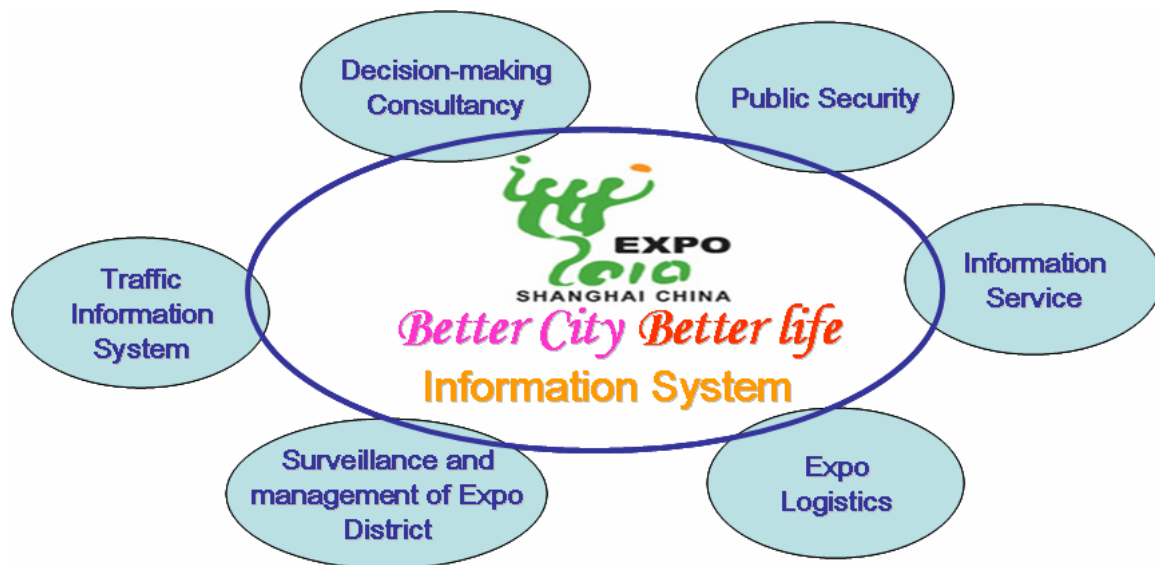 Decision-making
Consultancy
Public Security
Traffic
Information
System
EXPO
2010
SHANGHAI CHINA
Better City Better life
Information System
Information
Service
Surveillance and
management of Expo
District
Expo
Logistics